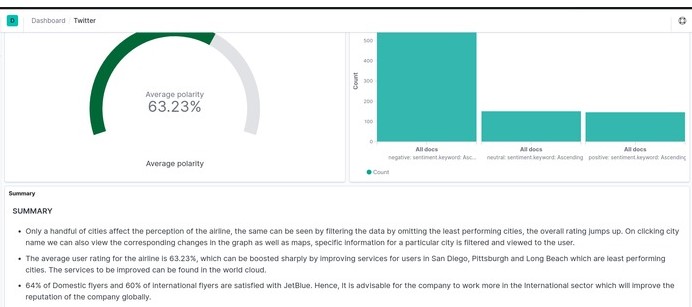 D Dashboard Twitter
Average polarity
63.23%
Average polarity
Count
500
400
300
200
100
0
All docs All docs All docs
negative: sentiment.keyword: Asc... neutral: sentiment.keyword: Ascending positive: sentiment.keyword: Ascending
Count
Summary
SUMMARY
• Only a handful of cities affect the perception of the airline, the same can be seen by filtering the data by omitting the least performing cities, the overall rating jumps up. On clicking city
name we can also view the corresponding changes in the graph as well as maps, specific information for a particular city is filtered and viewed to the user.
• The average user rating for the airline is 63.23%, which can be boosted sharply by improving services for users in San Diego, Pittsburgh and Long Beach which are least performing
cities. The services to be improved can be found in the world cloud.
• 64% of Domestic flyers and 60% of international flyers are satisfied with JetBlue. Hence, it is advisable for the company to work more in the International sector which will improve the
reputation of the company globally.